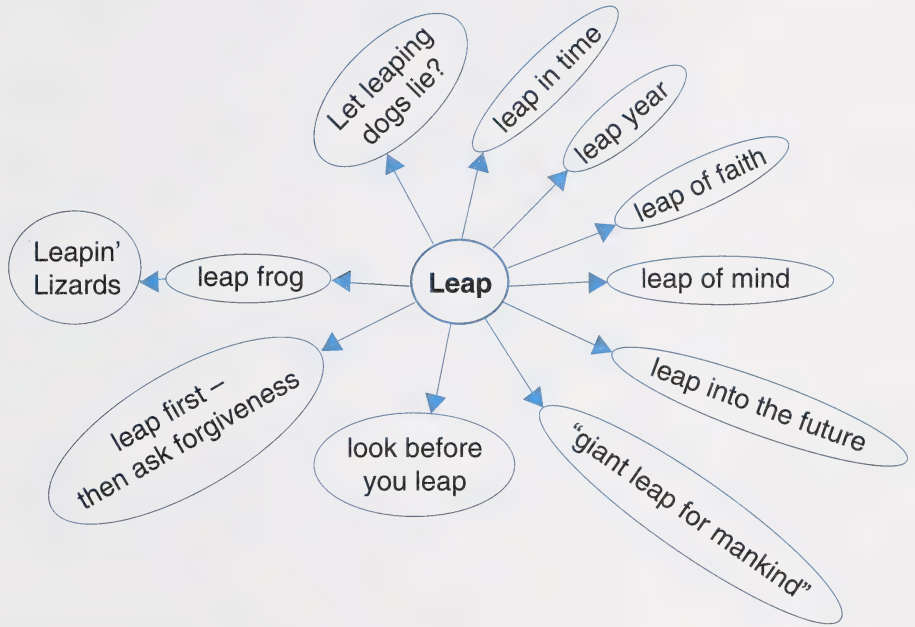 Let leaping
dogs lie?
leap in time
leap year
leap of faith
leap of mind
leap into the future
“giant leap for mankind”
look before
you leap
leap first –
then ask forgiveness
leap frog
Leapin’
Lizards
Leap